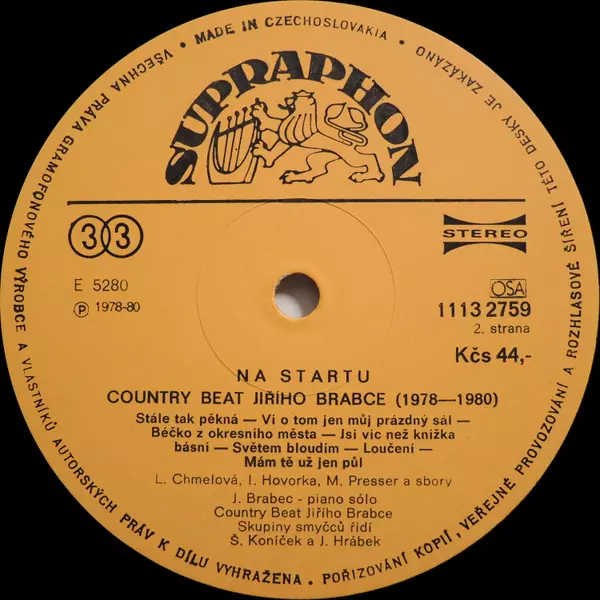 VŠECHNA PRÁVA GRAMOFONOVÉHO VÝROBCE A VLASTNÍKŮ AUTORSKÝCH PRÁV K DÍLU VYHRAŽENA · POŘIZOVÁNÍ KOPIÍ, VEŘEJNÉ PROVOZOVÁNÍ A ROZHLASOVÉ ŠÍŘENÍ TÉTO DESKY JE ZAKÁZÁNO
· MADE IN CZECHOSLOVAKIA ·
SUPRAPHON
33
STEREO
E 5280
Ⓟ 1978-80
OSA
1113 2759
2. strana
Kčs 44,-
NA STARTU
COUNTRY BEAT JIŘÍHO BRABCE (1978—1980)
Stále tak pěkná — Ví o tom jen můj prázdný sál —
Béčko z okresního města — Jsi víc než knížka
básní — Světem bloudím — Loučení —
Mám tě už jen půl
L. Chmelová, I. Hovorka, M. Presser a sbory
J. Brabec - piano sólo
Country Beat Jiřího Brabce
Skupiny smyčců řídí
Š. Koníček a J. Hrábek